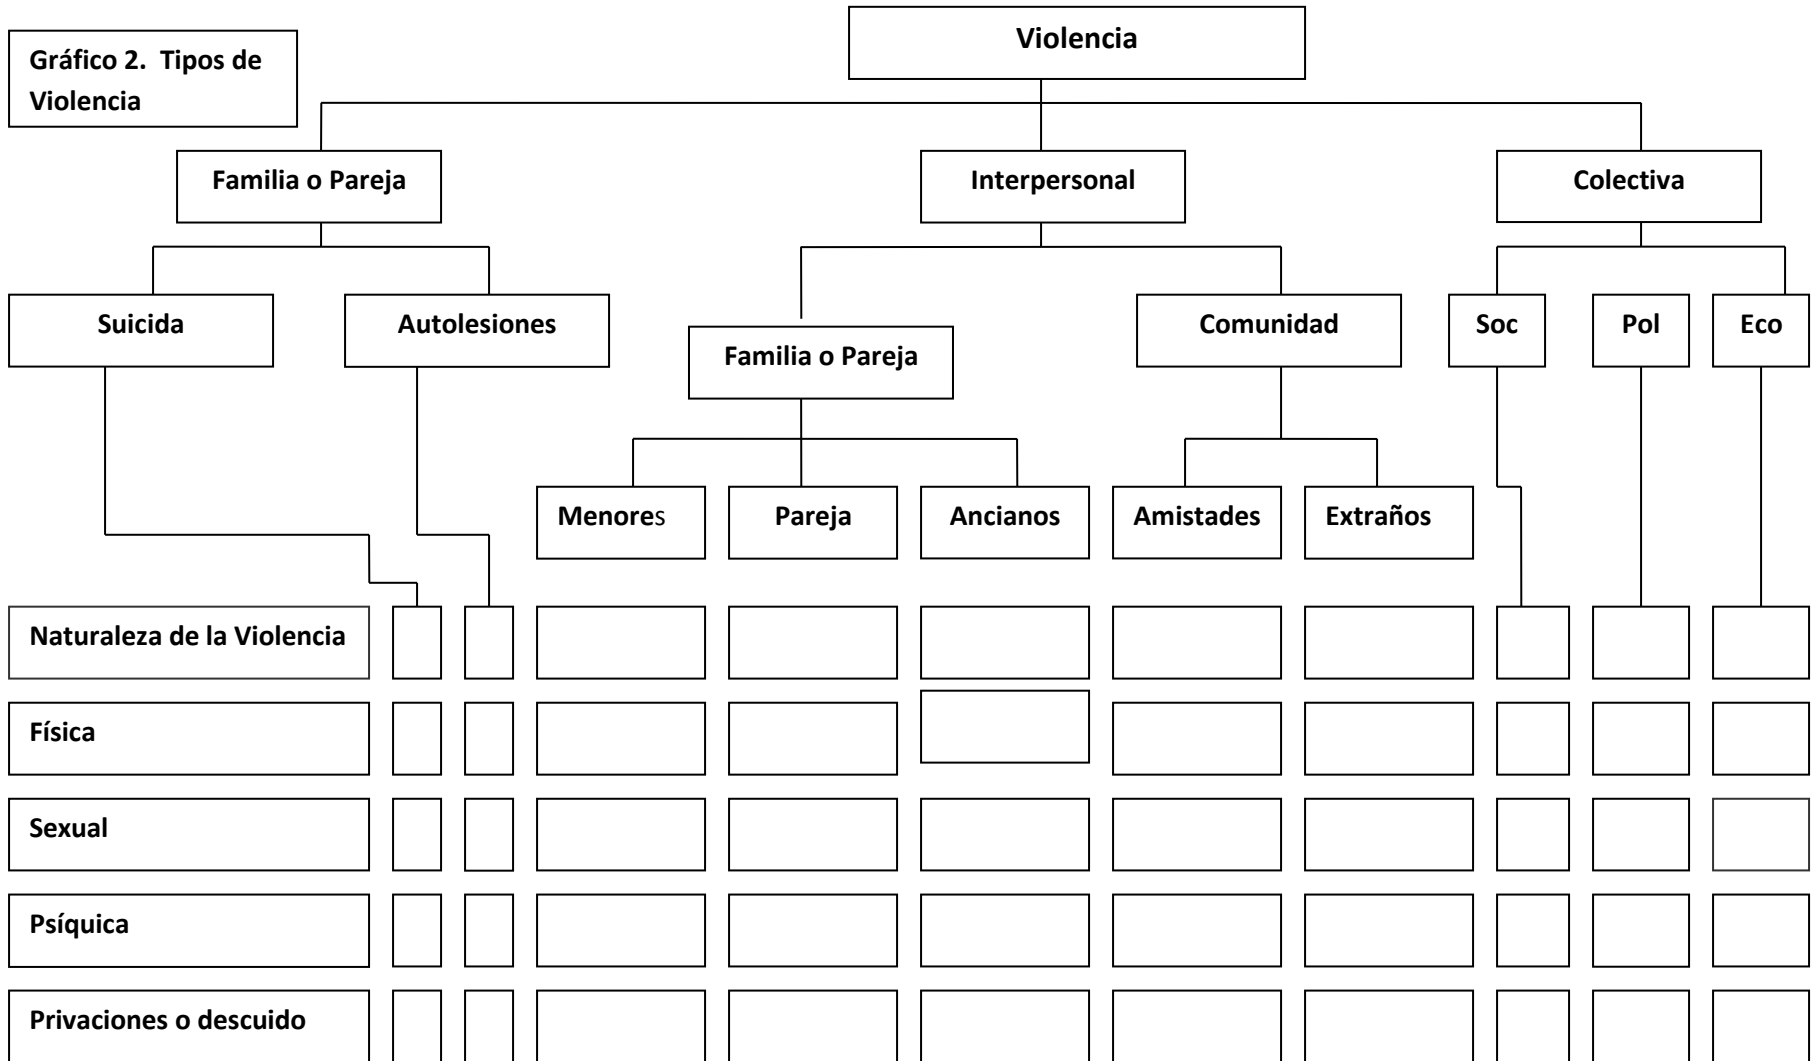 Gráfico 2. Tipos de
Violencia
Violencia
Familia o Pareja
Interpersonal
Colectiva
Suicida
Autolesiones
Familia o Pareja
Comunidad
Soc
Pol
Eco
Menores
Pareja
Ancianos
Amistades
Extraños
Naturaleza de la Violencia
Física
Sexual
Psíquica
Privaciones o descuido